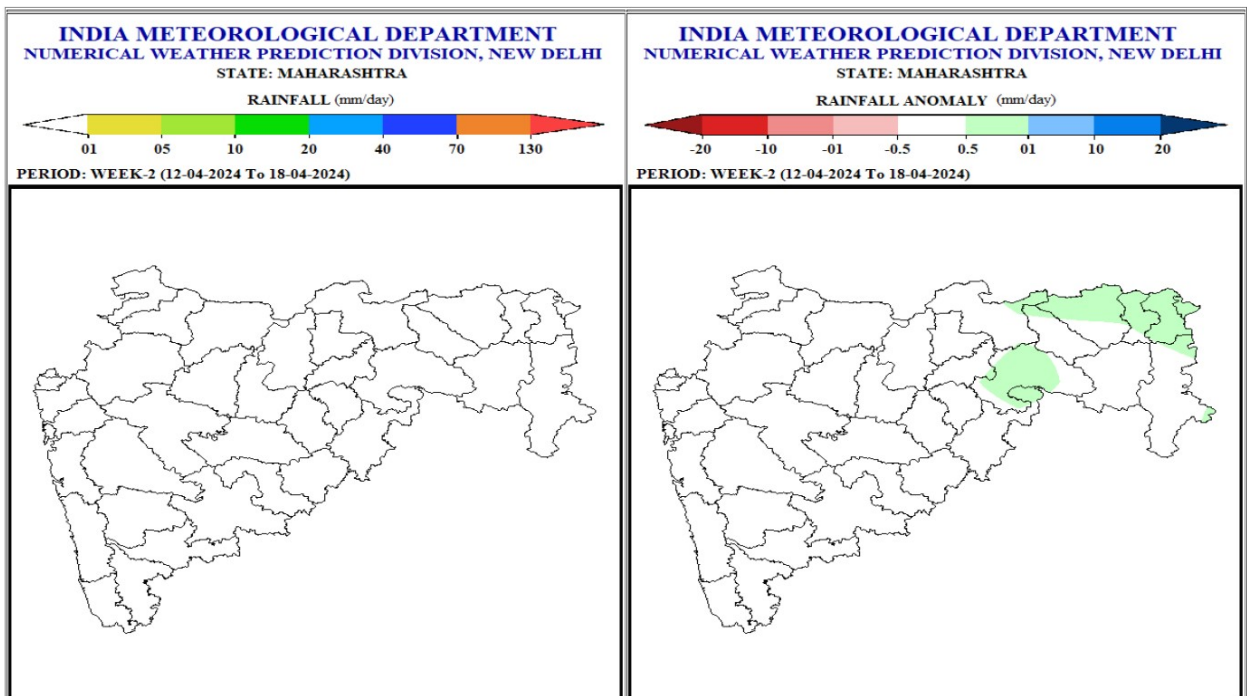 INDIA METEOROLOGICAL DEPARTMENT
NUMERICAL WEATHER PREDICTION DIVISION, NEW DELHI
STATE: MAHARASHTRA
RAINFALL (mm/day)
01 05 10 20 40 70 130
PERIOD: WEEK-2 (12-04-2024 To 18-04-2024)
INDIA METEOROLOGICAL DEPARTMENT
NUMERICAL WEATHER PREDICTION DIVISION, NEW DELHI
STATE: MAHARASHTRA
RAINFALL ANOMALY (mm/day)
-20 -10 -01 -0.5 0.5 01 10 20
PERIOD: WEEK-2 (12-04-2024 To 18-04-2024)